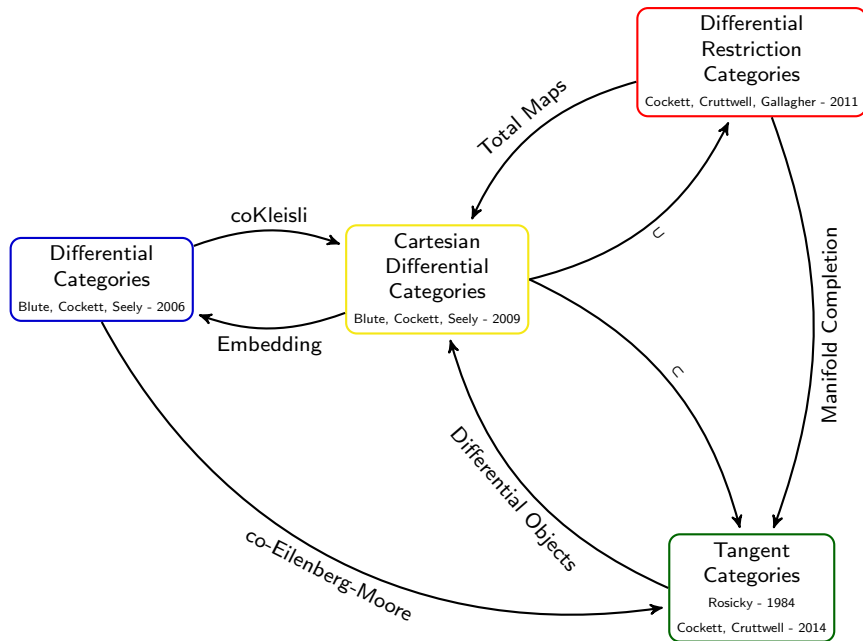 Differential
Restriction
Categories
Cockett, Cruttwell, Gallagher - 2011
Total Maps
coKleisli
⊂
Differential
Categories
Blute, Cockett, Seely - 2006
Cartesian
Differential
Categories
Blute, Cockett, Seely - 2009
Manifold Completion
Embedding
⊂
Differential Objects
co-Eilenberg-Moore
Tangent
Categories
Rosicky - 1984
Cockett, Cruttwell - 2014